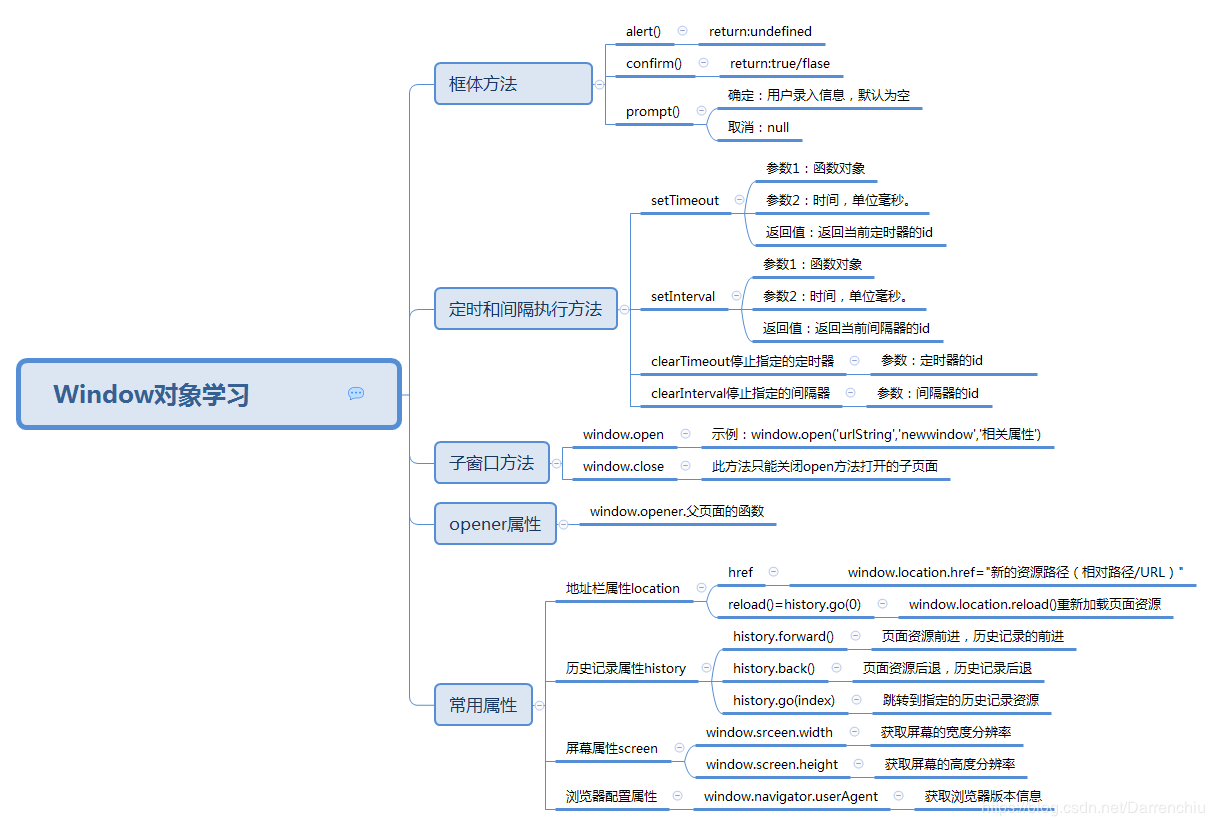 Window对象学习
框体方法
alert()
return:undefined
confirm()
return:true/flase
prompt()
确定：用户录入信息，默认为空
取消：null
定时和间隔执行方法
setTimeout
参数1：函数对象
参数2：时间，单位毫秒。
返回值：返回当前定时器的id
setInterval
参数1：函数对象
参数2：时间，单位毫秒。
返回值：返回当前间隔器的id
clearTimeout停止指定的定时器
参数：定时器的id
clearInterval停止指定的间隔器
参数：间隔器的id
子窗口方法
window.open
示例：window.open('urlString','newwindow','相关属性')
window.close
此方法只能关闭open方法打开的子页面
opener属性
window.opener.父页面的函数
常用属性
地址栏属性location
href
window.location.href="新的资源路径（相对路径/URL）"
reload()=history.go(0)
window.location.reload()重新加载页面资源
历史记录属性history
history.forward()
页面资源前进，历史记录的前进
history.back()
页面资源后退，历史记录后退
history.go(index)
跳转到指定的历史记录资源
屏幕属性screen
window.srceen.width
获取屏幕的宽度分辨率
window.screen.height
获取屏幕的高度分辨率
浏览器配置属性
window.navigator.userAgent
获取浏览器版本信息
https://blog.csdn.net/Darrenchiu